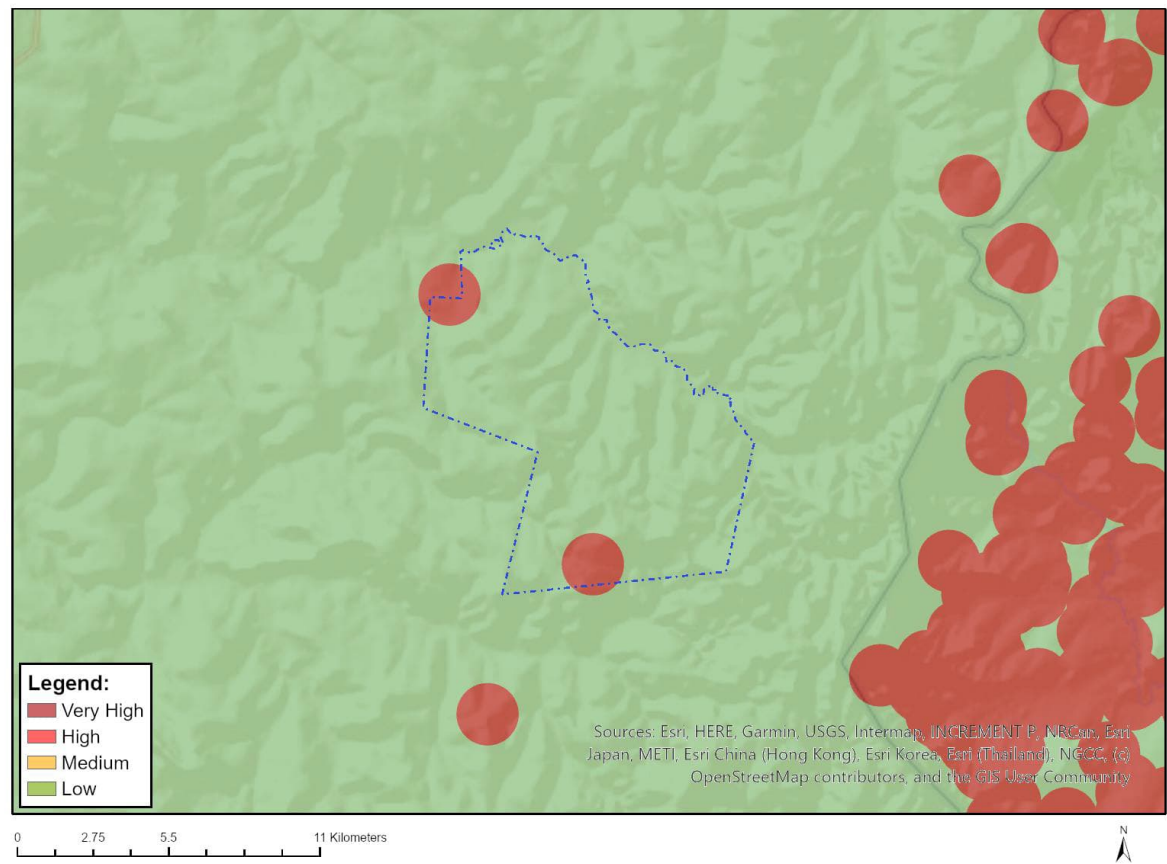 Legend:
Very High
High
Medium
Low
Sources: Esri, HERE, Garmin, USGS, Intermap, INCREMENT P, NRCan, Esri
Japan, METI, Esri China (Hong Kong), Esri Korea, Esri (Thailand), NGCC, (c)
OpenStreetMap contributors, and the GIS User Community
0 2.75 5.5 11 Kilometers
N